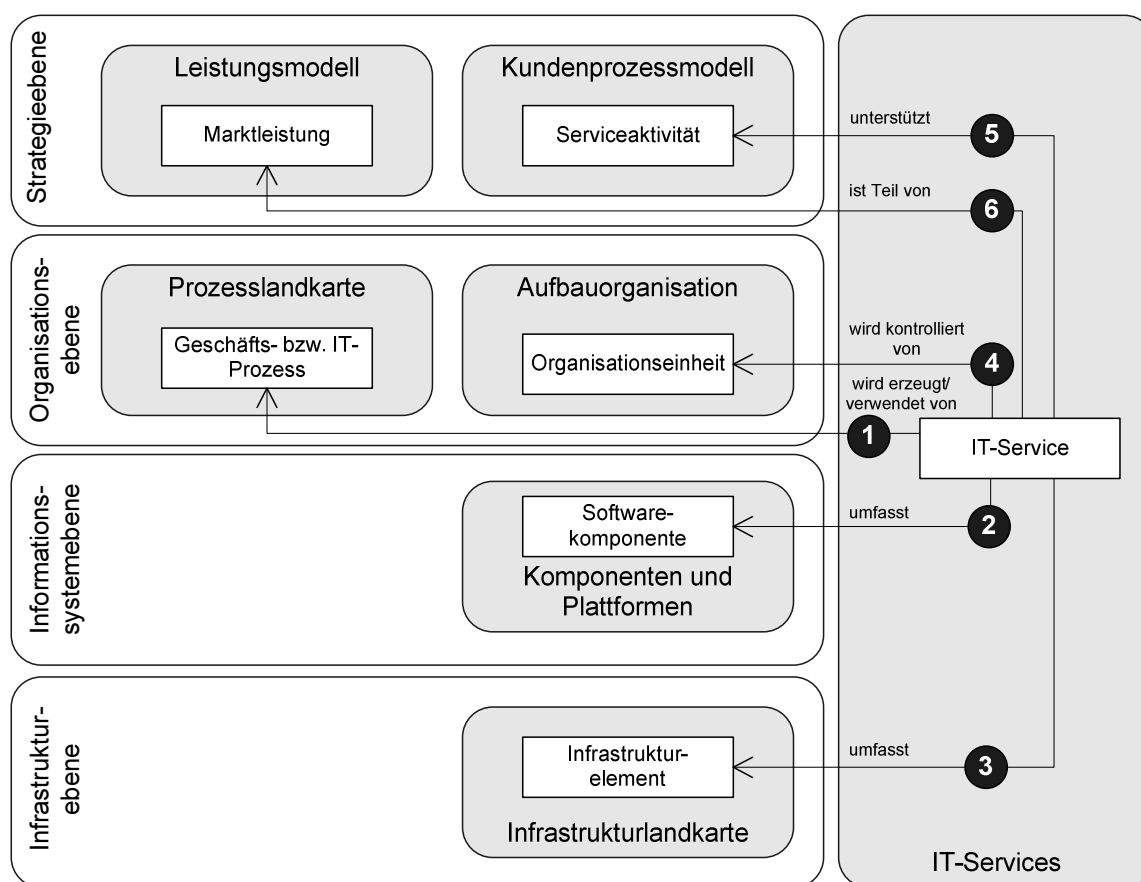 Strategieebene
Leistungsmodell
Marktleistung
Kundenprozessmodell
Serviceaktivität
unterstützt
5
ist Teil von
6
Organisations-
ebene
Prozesslandkarte
Geschäfts- bzw. IT-
Prozess
Aufbauorganisation
Organisationseinheit
wird kontrolliert
von
4
wird erzeugt/
verwendet von
1
IT-Service
Informations-
systemebene
Software-
komponente
Komponenten und
Plattformen
umfasst
2
Infrastruktur-
ebene
Infrastruktur-
element
Infrastrukturlandkarte
umfasst
3
IT-Services